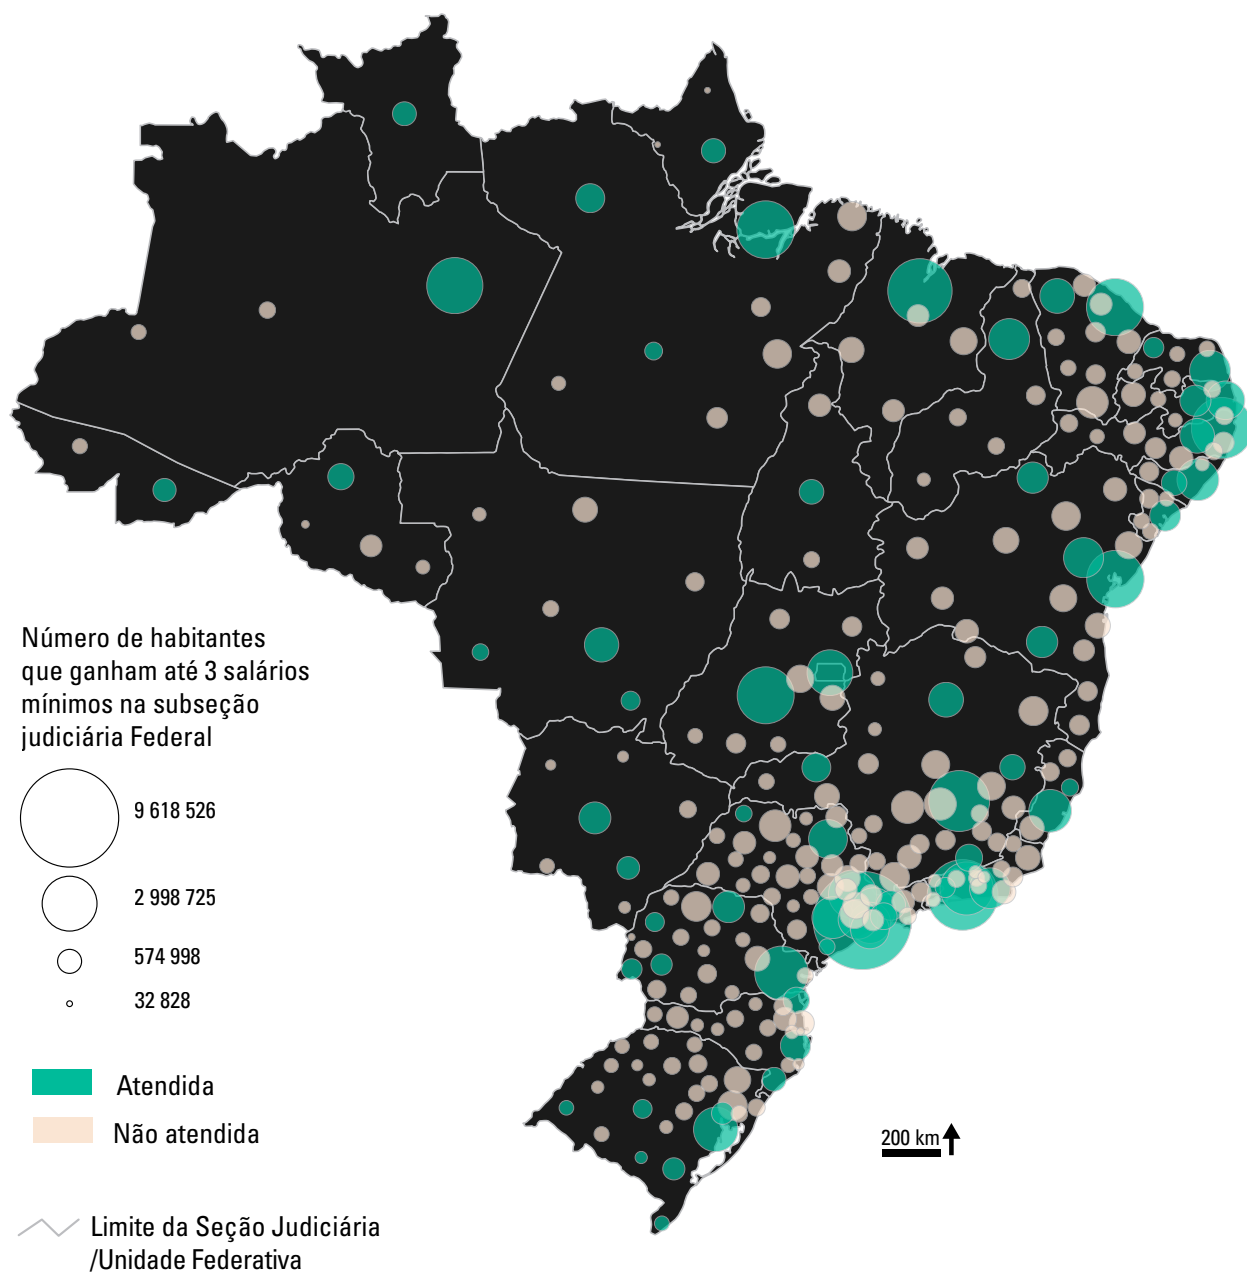 Número de habitantes
que ganham até 3 salários
mínimos na subseção
judiciária Federal
9 618 526
2 998 725
574 998
32 828
Atendida
Não atendida
200 km
Limite da Seção Judiciária
/Unidade Federativa